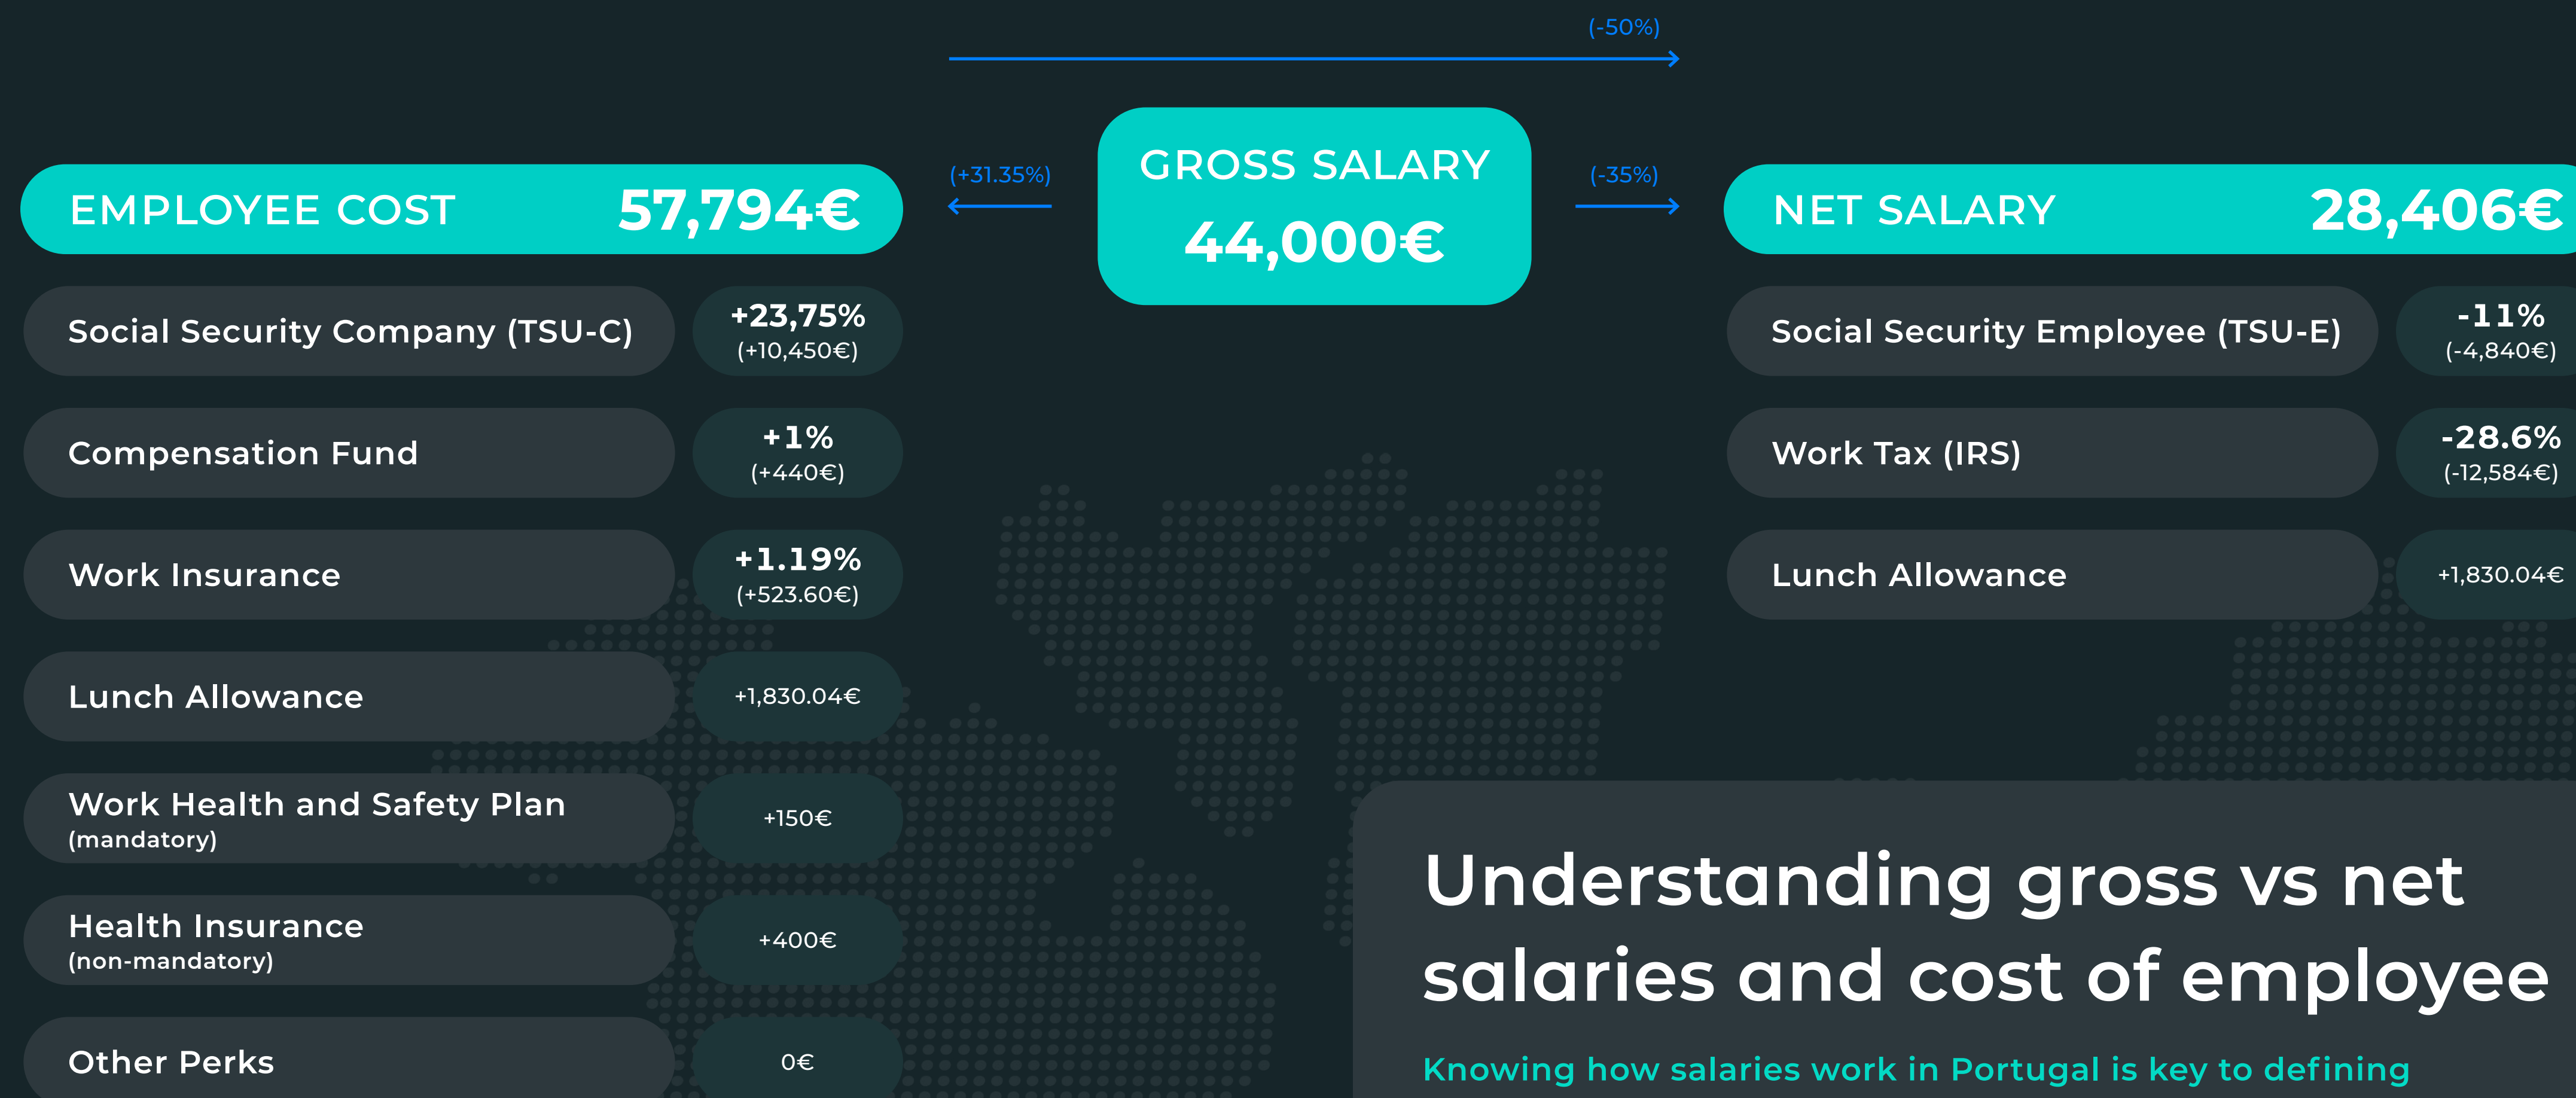 (-50%)
EMPLOYEE COST 57,794€
(+31.35%)
GROSS SALARY
44,000€
(-35%)
NET SALARY 28,406€
Social Security Company (TSU-C)
+23,75%
(+10,450€)
Compensation Fund
+1%
(+440€)
Work Insurance
+1.19%
(+523.60€)
Lunch Allowance
+1,830.04€
Work Health and Safety Plan
(mandatory)
+150€
Health Insurance
(non-mandatory)
+400€
Other Perks
0€
Social Security Employee (TSU-E)
-11%
(-4,840€)
Work Tax (IRS)
-28.6%
(-12,584€)
Lunch Allowance
+1,830.04€
Understanding gross vs net
salaries and cost of employee
Knowing how salaries work in Portugal is key to defining